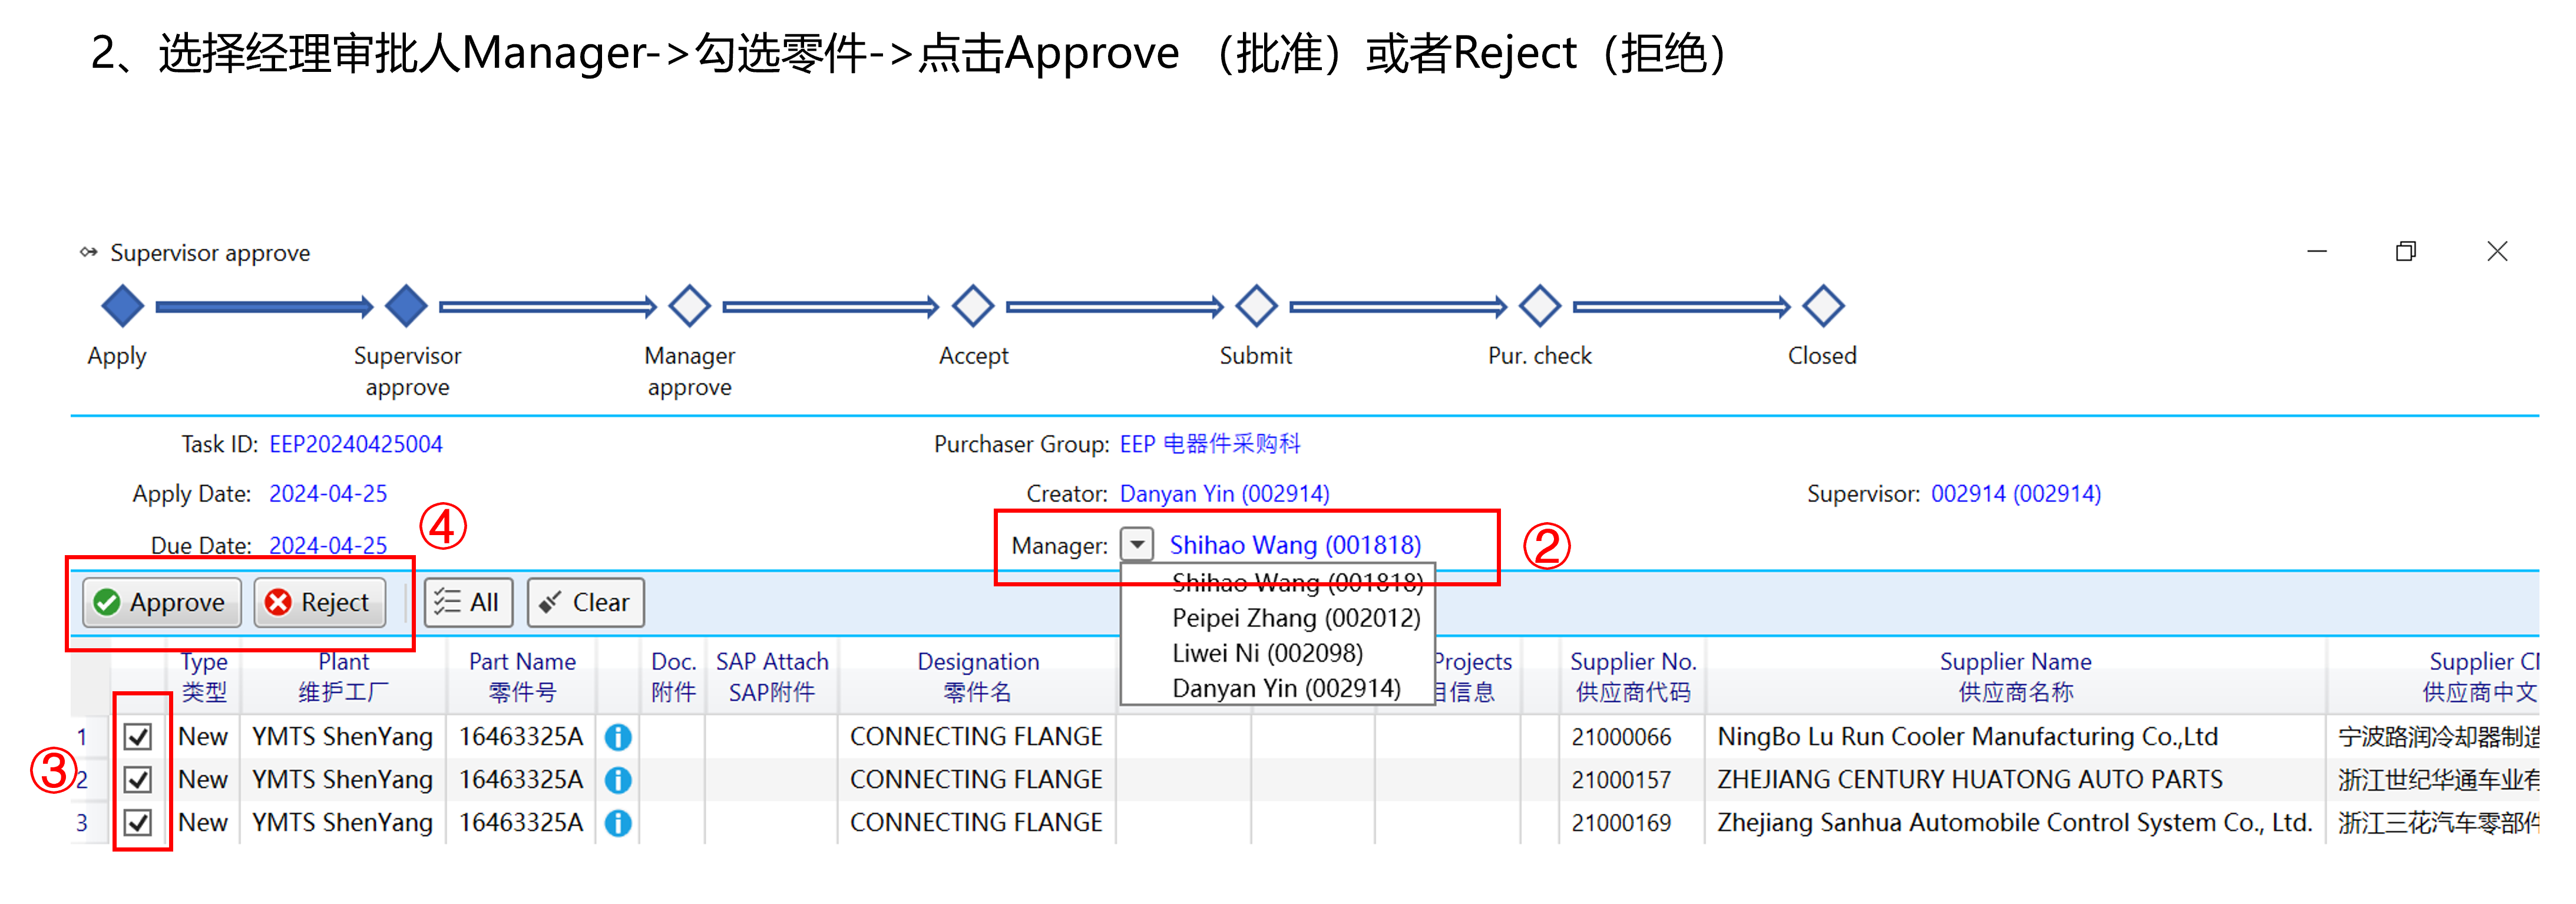 2、选择经理审批人Manager->勾选零件->点击Approve （批准）或者Reject（拒绝）
Supervisor approve
Apply
Supervisor approve
Manager approve
Accept
Submit
Pur. check
Closed
Task ID: EEP20240425004
Purchaser Group: EEP 电器件采购科
Apply Date: 2024-04-25
Creator: Danyan Yin (002914)
Supervisor: 002914 (002914)
④
Due Date: 2024-04-25
Manager: Shihao Wang (001818)
②
Approve Reject All Clear
Shihao Wang (001818)
Peipei Zhang (002012)
Liwei Ni (002098)
Danyan Yin (002914)
Type Plant Part Name Doc. SAP Attach Designation Projects Supplier No. Supplier Name Supplier
类型 维护工厂 零件号 附件 SAP附件 零件名 信息 供应商代码 供应商名称 供应商中文
1 New YMTS ShenYang 16463325A CONNECTING FLANGE 21000066 NingBo Lu Run Cooler Manufacturing Co.,Ltd 宁波路润冷却器制造
③
2 New YMTS ShenYang 16463325A CONNECTING FLANGE 21000157 ZHEJIANG CENTURY HUATONG AUTO PARTS 浙江世纪华通车业有
3 New YMTS ShenYang 16463325A CONNECTING FLANGE 21000169 Zhejiang Sanhua Automobile Control System Co., Ltd. 浙江三花汽车零部件